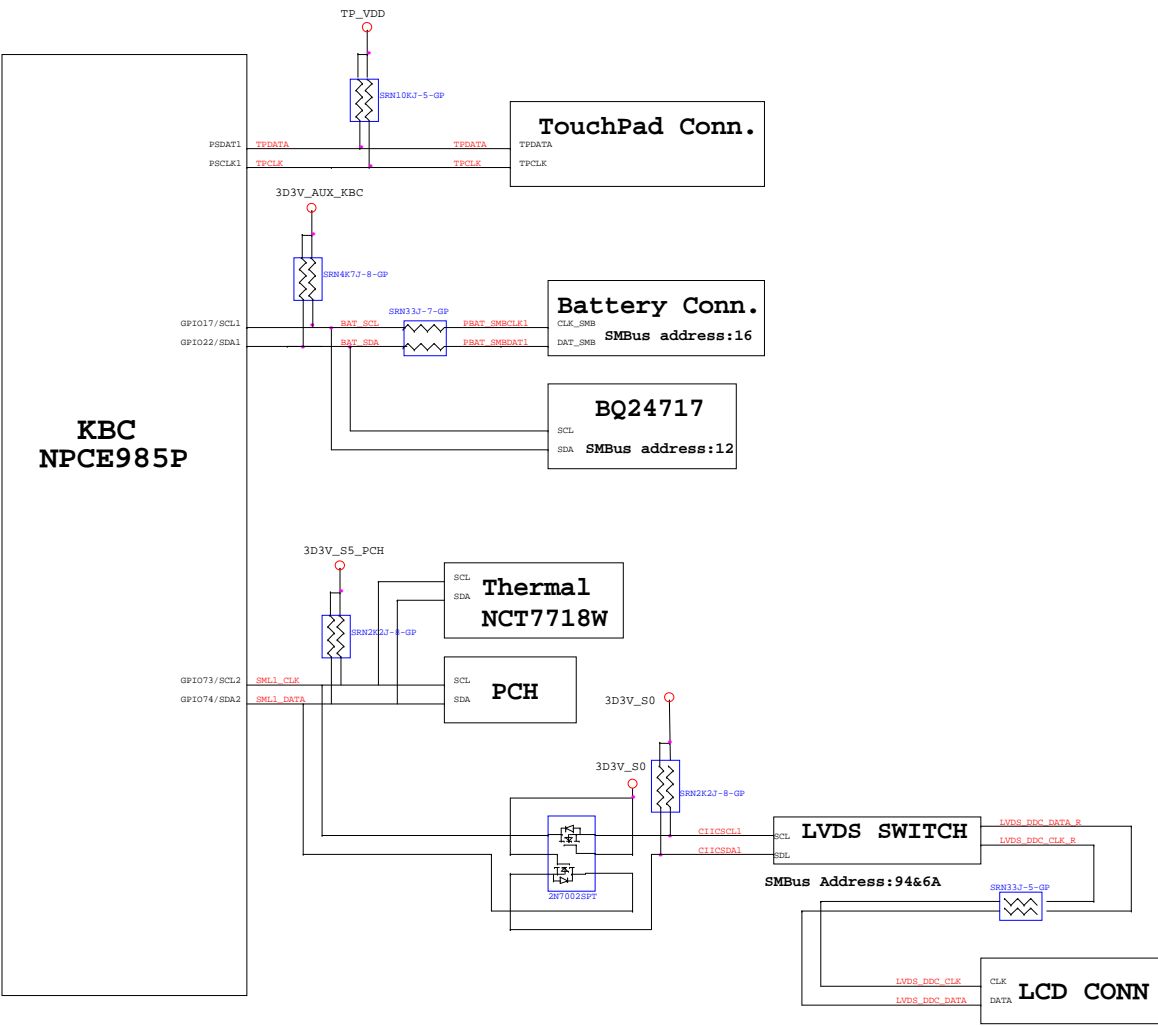 TP_VDD
SRN10KJ-5-GP
TouchPad Conn.
PSDAT1 TPDATA TPDATA TPDATA
PSCLK1 TPCLK TPCLK TPCLK
3D3V_AUX_KBC
SRN4K7J-8-GP
SRN33J-7-GP
Battery Conn.
GPIO17/SCL1 BAT_SCL PBAT_SMBCLK1 CLK_SMB
SMBus address:16
GPIO22/SDA1 BAT_SDA PBAT_SMBDAT1 DAT_SMB
BQ24717
SCL
SDA SMBus address:12
KBC
NPCE985P
3D3V_S5_PCH
SCL
Thermal
SDA
NCT7718W
SRN2K2J-8-GP
GPIO73/SCL2 SML1_CLK SCL
PCH
GPIO74/SDA2 SML1_DATA SDA
3D3V_S0
3D3V_S0
SRN2K2J-8-GP
LVDS SWITCH
CIICSCL1 SCL
LVDS_DDC_DATA_R
LVDS_DDC_CLK_R
CIICSDA1 SDL
SMBus Address:94&6A
2N7002SPT
SRN33J-5-GP
LVDS_DDC_CLK CLK
LCD CONN
LVDS_DDC_DATA DATA